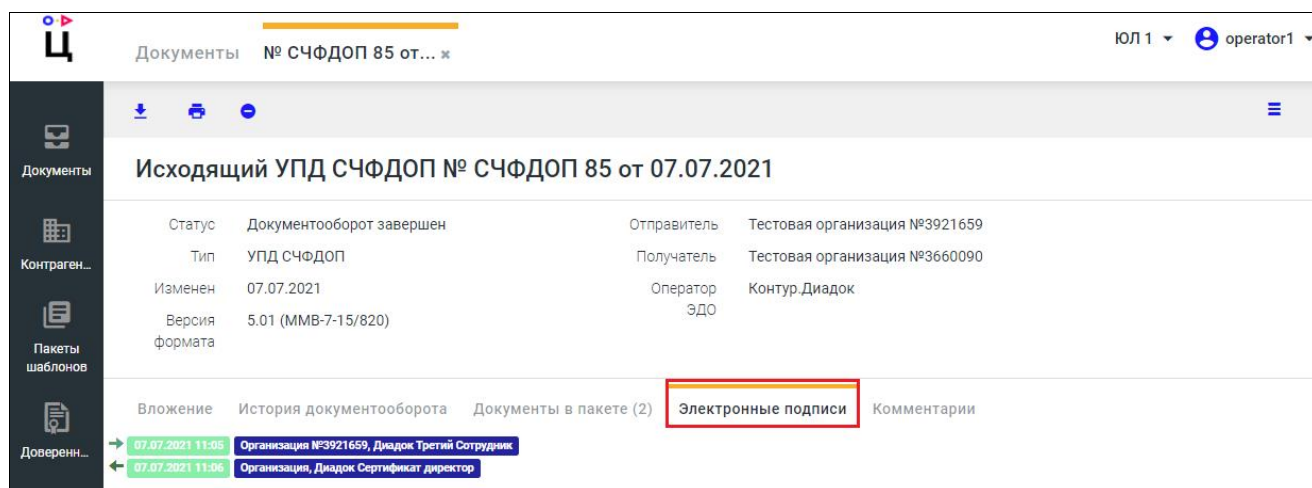 Ц
Документы № СЧФДОП 85 от... × ЮЛ 1 operator1
Документы
Исходящий УПД СЧФДОП № СЧФДОП 85 от 07.07.2021
Статус Документооборот завершен Отправитель Тестовая организация №3921659
Контраген... Тип УПД СЧФДОП Получатель Тестовая организация №3660090
Изменен 07.07.2021 Оператор ЭДО Контур.Диадок
Версия формата 5.01 (ММВ-7-15/820)
Пакеты
шаблонов
Вложение История документооборота Документы в пакете (2) Электронные подписи Комментарии
07.07.2021 11:05 Организация №3921659, Диадок Третий Сотрудник
Доверенн...
07.07.2021 11:06 Организация, Диадок Сертификат директор